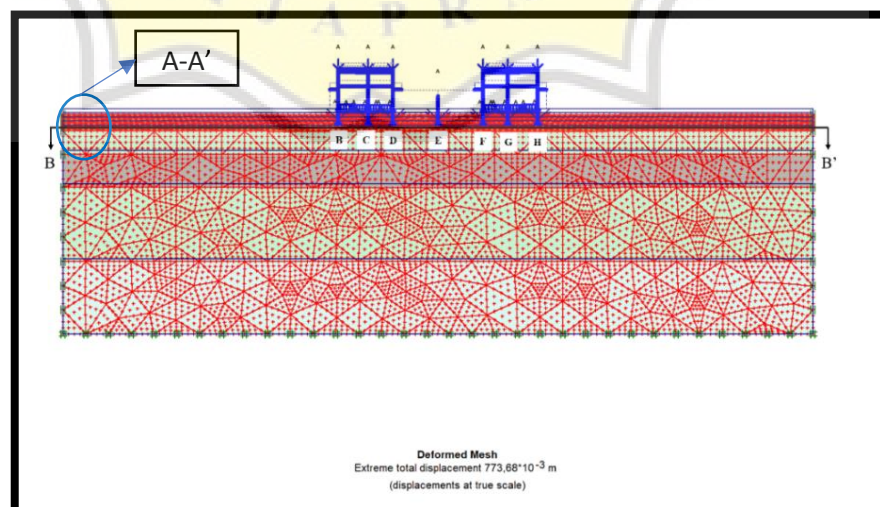 J A P R
A-A’
A A A A A A A
B C D E F G H
B B’
Deformed Mesh
Extreme total displacement 773,68*10-3 m
(displacements at true scale)